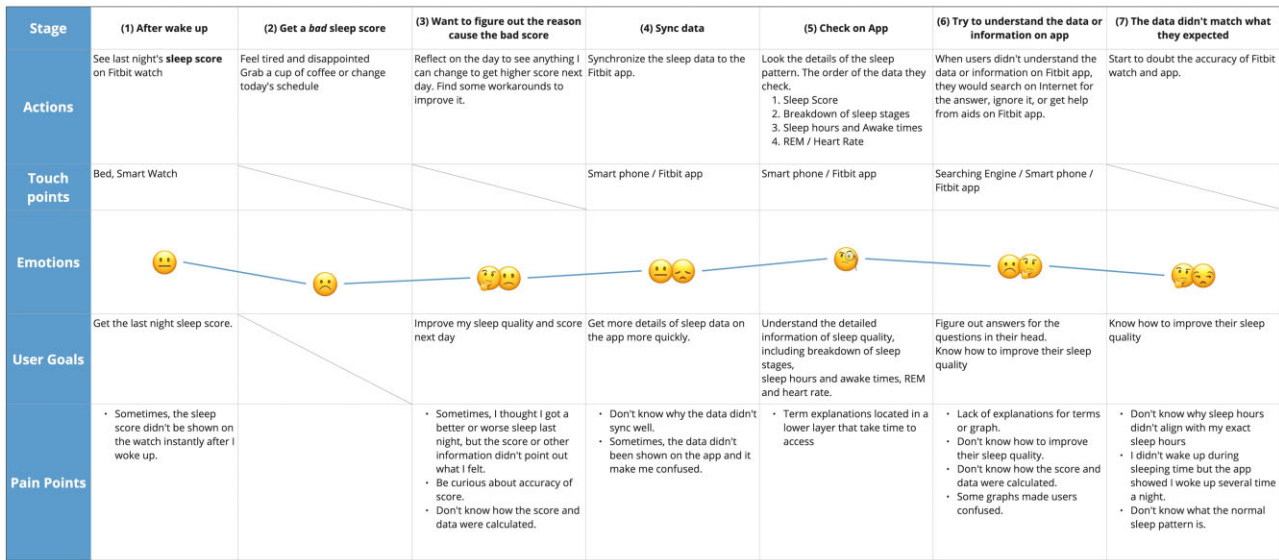 Stage
(1) After wake up
(2) Get a bad sleep score
(3) Want to figure out the reason
cause the bad score
(4) Sync data
(5) Check on App
(6) Try to understand the data or
information on app
(7) The data didn't match what
they expected
Actions
See last night's sleep score
on Fitbit watch
Feel tired and disappointed
Grab a cup of coffee or change
today's schedule
Reflect on the day to see anything I
can change to get higher score next
day. Find some workarounds to
improve it.
Synchronize the sleep data to the
Fitbit app.
Look the details of the sleep
pattern. The order of the data they
check.
1. Sleep Score
2. Breakdown of sleep stages
3. Sleep hours and Awake times
4. REM / Heart Rate
When users didn't understand the
data or information on Fitbit app,
they would search on Internet for
the answer, ignore it, or get help
from aids on Fitbit app.
Start to doubt the accuracy of Fitbit
watch and app.
Touch
points
Bed, Smart Watch
Smart phone / Fitbit app
Smart phone / Fitbit app
Searching Engine / Smart phone /
Fitbit app
Emotions
User Goals
Get the last night sleep score.
Improve my sleep quality and score
next day
Get more details of sleep data on
the app more quickly.
Understand the detailed
information of sleep quality,
including breakdown of sleep
stages,
sleep hours and awake times, REM
and heart rate.
Figure out answers for the
questions in their head.
Know how to improve their sleep
quality
Know how to improve their sleep
quality
Pain Points
• Sometimes, the sleep
score didn't be shown on
the watch instantly after I
woke up.
• Sometimes, I thought I got a
better or worse sleep last
night, but the score or other
information didn't point out
what I felt.
• Be curious about accuracy of
score.
• Don't know how the score and
data were calculated.
• Don't know why the data didn't
sync well.
• Sometimes, the data didn't
been shown on the app and it
make me confused.
• Term explanations located in a
lower layer that take time to
access
• Lack of explanations for terms
or graph.
• Don't know how to improve
their sleep quality.
• Don't know how the score and
data were calculated.
• Some graphs made users
confused.
• Don't know why sleep hours
didn't align with my exact
sleep hours
• I didn't wake up during
sleeping time but the app
showed I woke up several time
a night.
• Don't know what the normal
sleep pattern is.